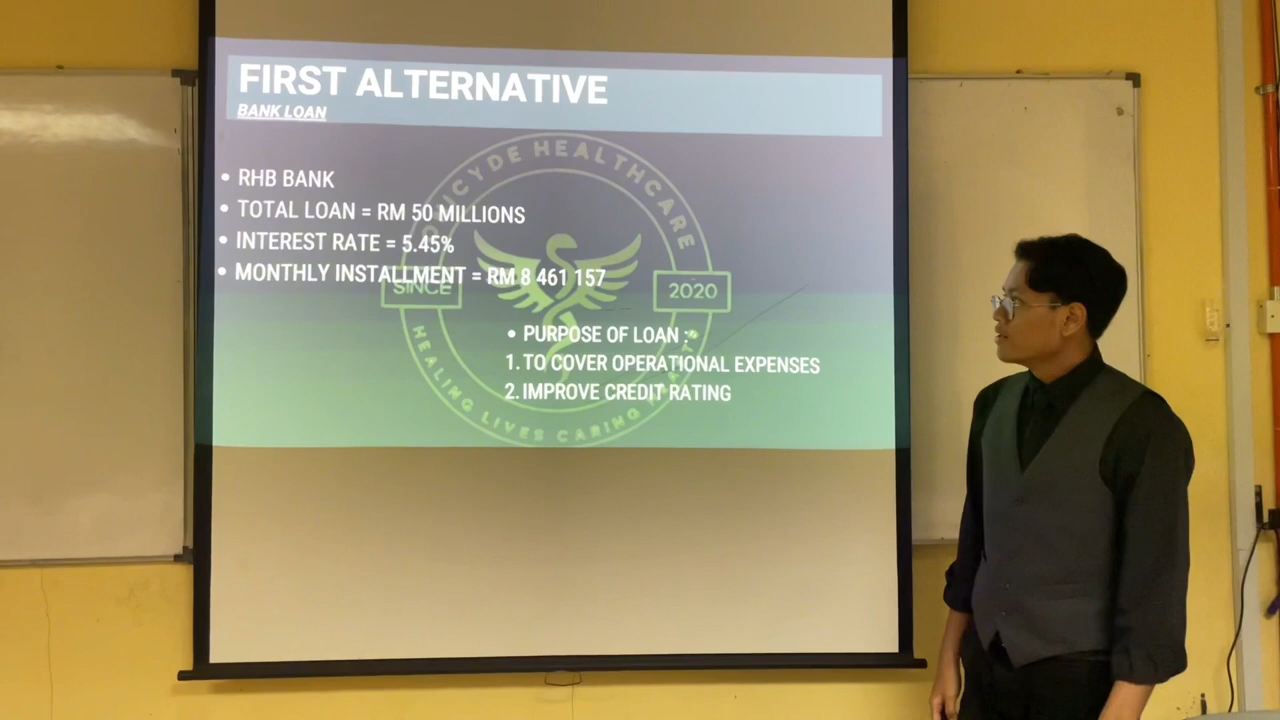 FIRST ALTERNATIVE
BANK LOAN
• RHB BANK
• TOTAL LOAN = RM 50 MILLIONS
• INTEREST RATE = 5.45%
• MONTHLY INSTALLMENT = RM 8 461 157
• PURPOSE OF LOAN :
1. TO COVER OPERATIONAL EXPENSES
2. IMPROVE CREDIT RATING
HEALTHCARE
SINCE
2020
HEALING LIVES CARING